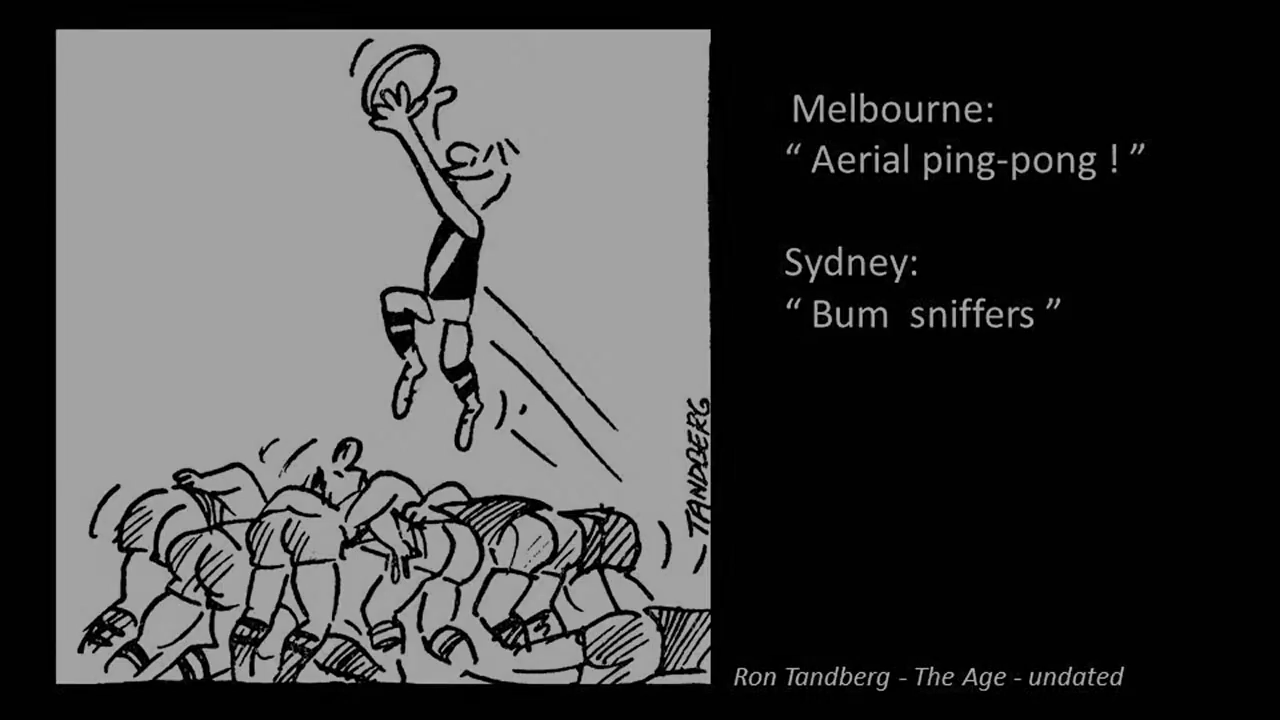 Melbourne:
“ Aerial ping-pong ! ”
Sydney:
“ Bum sniffers ”
TANDBERG
Ron Tandberg - The Age - undated